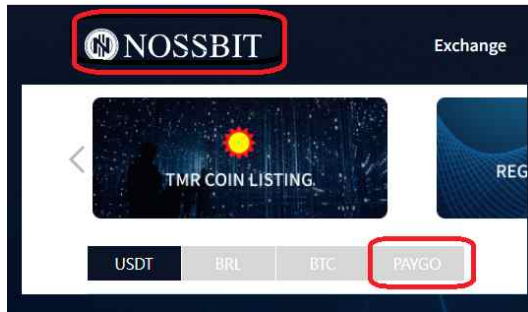 NOSSBIT
Exchange
TMR COIN LISTING.
REG
USDT BRL BTC PAYGO